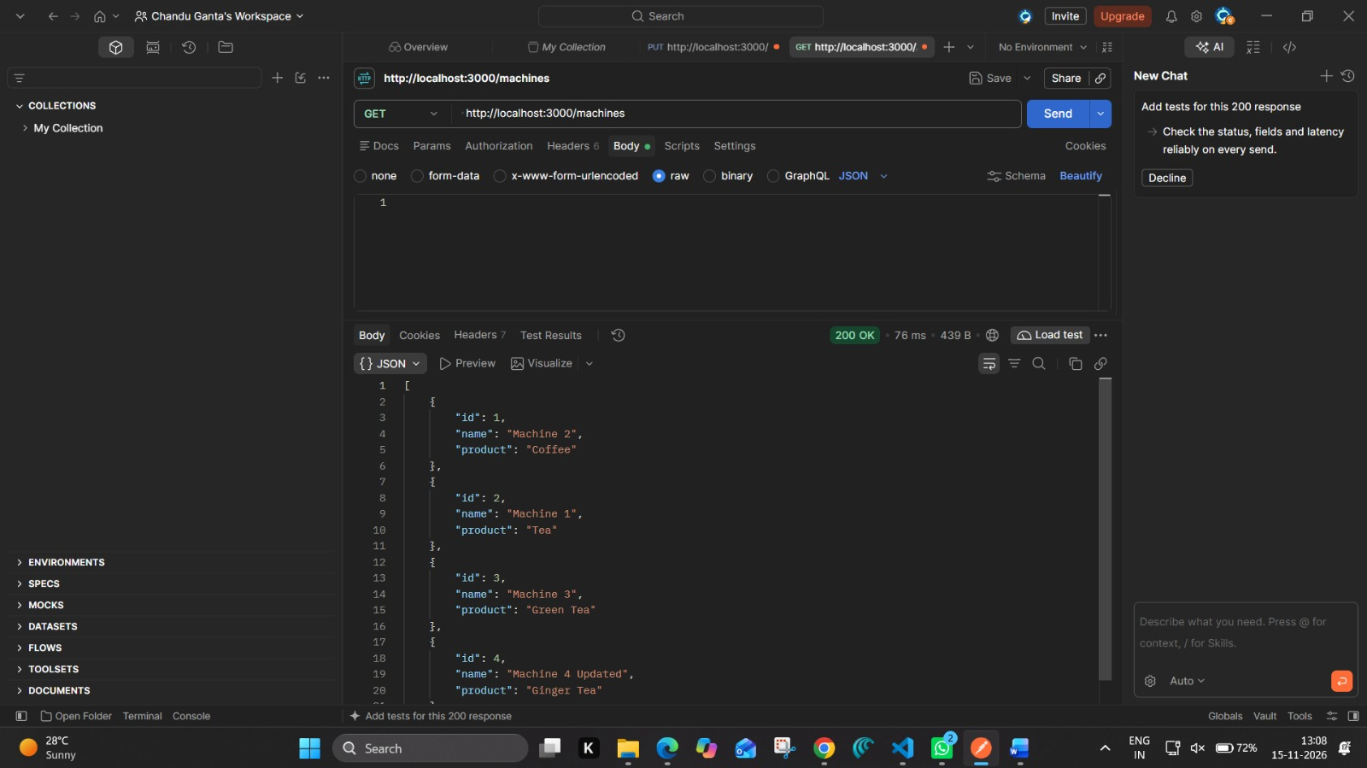 Chandu Ganta's Workspace
Search
Invite
Upgrade
Overview
My Collection
PUT http://localhost:3000/
GET http://localhost:3000/
No Environment
AI
COLLECTIONS
My Collection
HTTP
http://localhost:3000/machines
Save
Share
GET
http://localhost:3000/machines
Send
Docs
Params
Authorization
Headers 6
Body
Scripts
Settings
Cookies
none
form-data
x-www-form-urlencoded
raw
binary
GraphQL
JSON
Schema
Beautify
1
Body
Cookies
Headers 7
Test Results
200 OK
76 ms
439 B
Load test
{} JSON
Preview
Visualize
1 [
2 {
3 "id": 1,
4 "name": "Machine 2",
5 "product": "Coffee"
6 },
7 {
8 "id": 2,
9 "name": "Machine 1",
10 "product": "Tea"
11 },
12 {
13 "id": 3,
14 "name": "Machine 3",
15 "product": "Green Tea"
16 },
17 {
18 "id": 4,
19 "name": "Machine 4 Updated",
20 "product": "Ginger Tea"
New Chat
Add tests for this 200 response
Check the status, fields and latency
reliably on every send.
Decline
Describe what you need. Press @ for
context, / for Skills.
Auto
ENVIRONMENTS
SPECS
MOCKS
DATASETS
FLOWS
TOOLSETS
DOCUMENTS
Open Folder
Terminal
Console
Add tests for this 200 response
Globals
Vault
Tools
28°C
Sunny
Search
K
2
W
ENG
IN
72%
13:08
15-11-2026